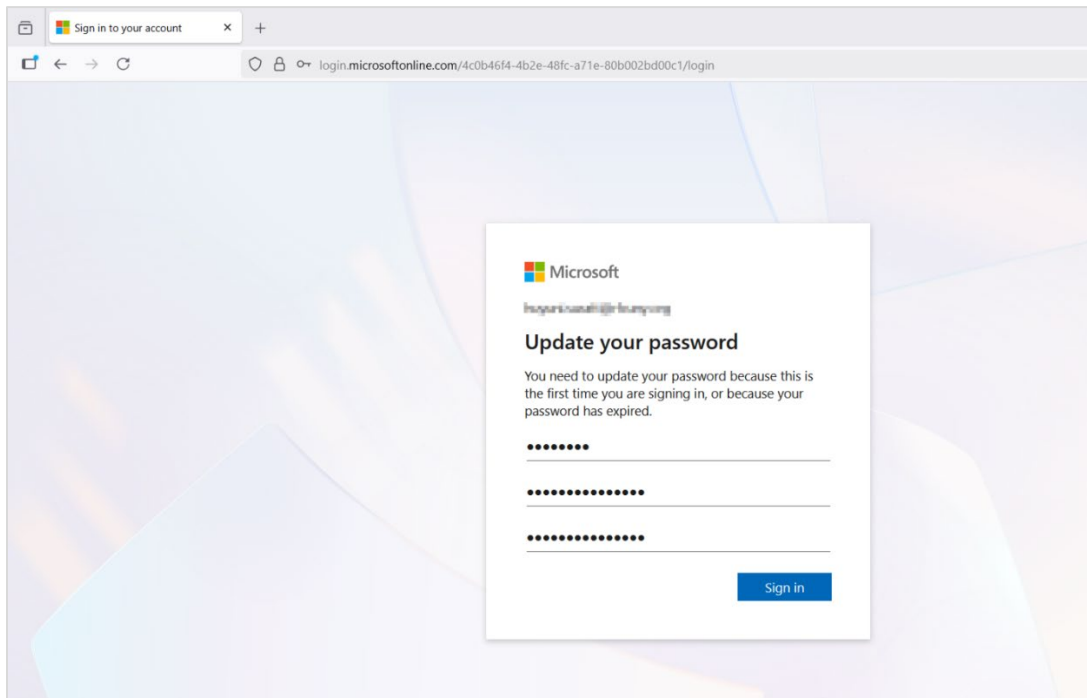 Sign in to your account
login.microsoftonline.com/4c0b46f4-4b2e-48fc-a71e-80b002bd00c1/login
Microsoft
Update your password
You need to update your password because this is
the first time you are signing in, or because your
password has expired.
••••••••
•••••••••••••••
•••••••••••••••
Sign in